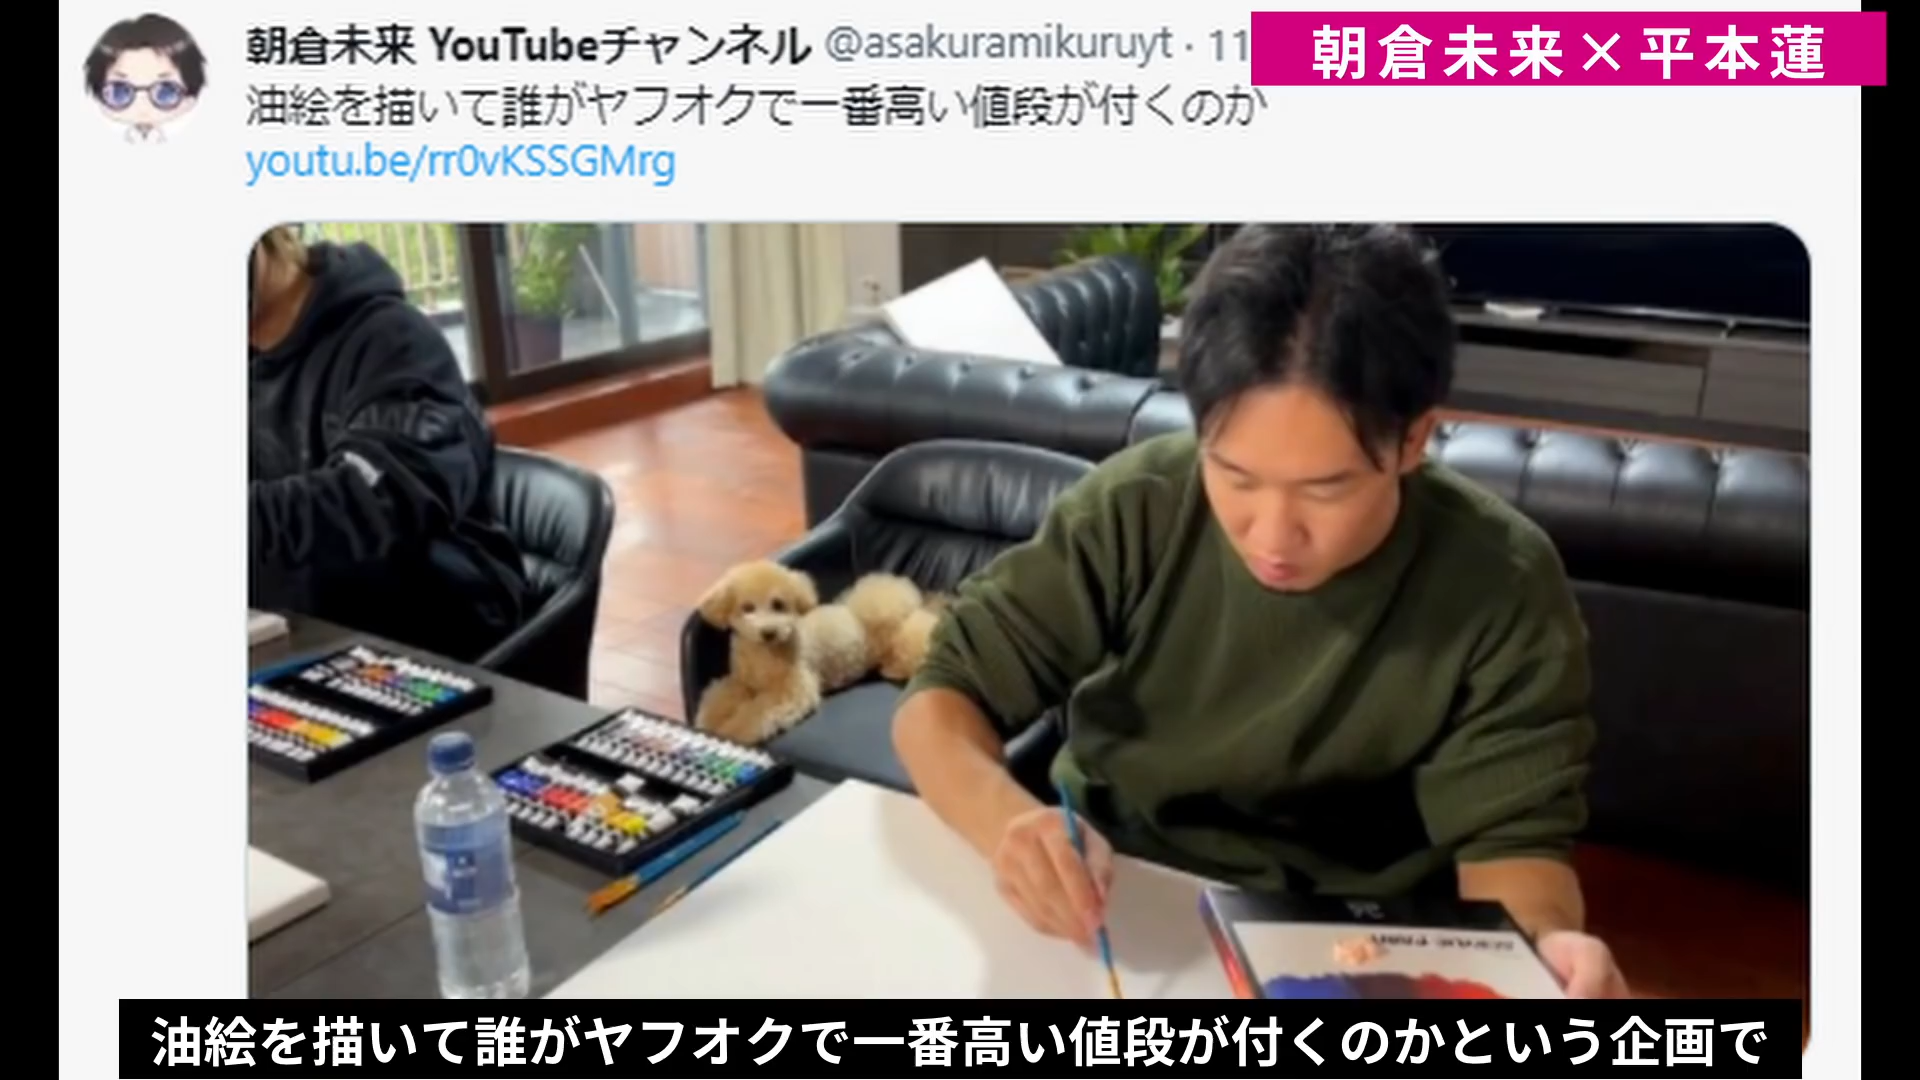 朝倉未来 YouTubeチャンネル @asakuramikuruyt · 11
朝倉未来×平本蓮
油絵を描いて誰がヤフオクで一番高い値段が付くのか
youtu.be/rr0vKSSGMrg
油絵を描いて誰がヤフオクで一番高い値段が付くのかという企画で